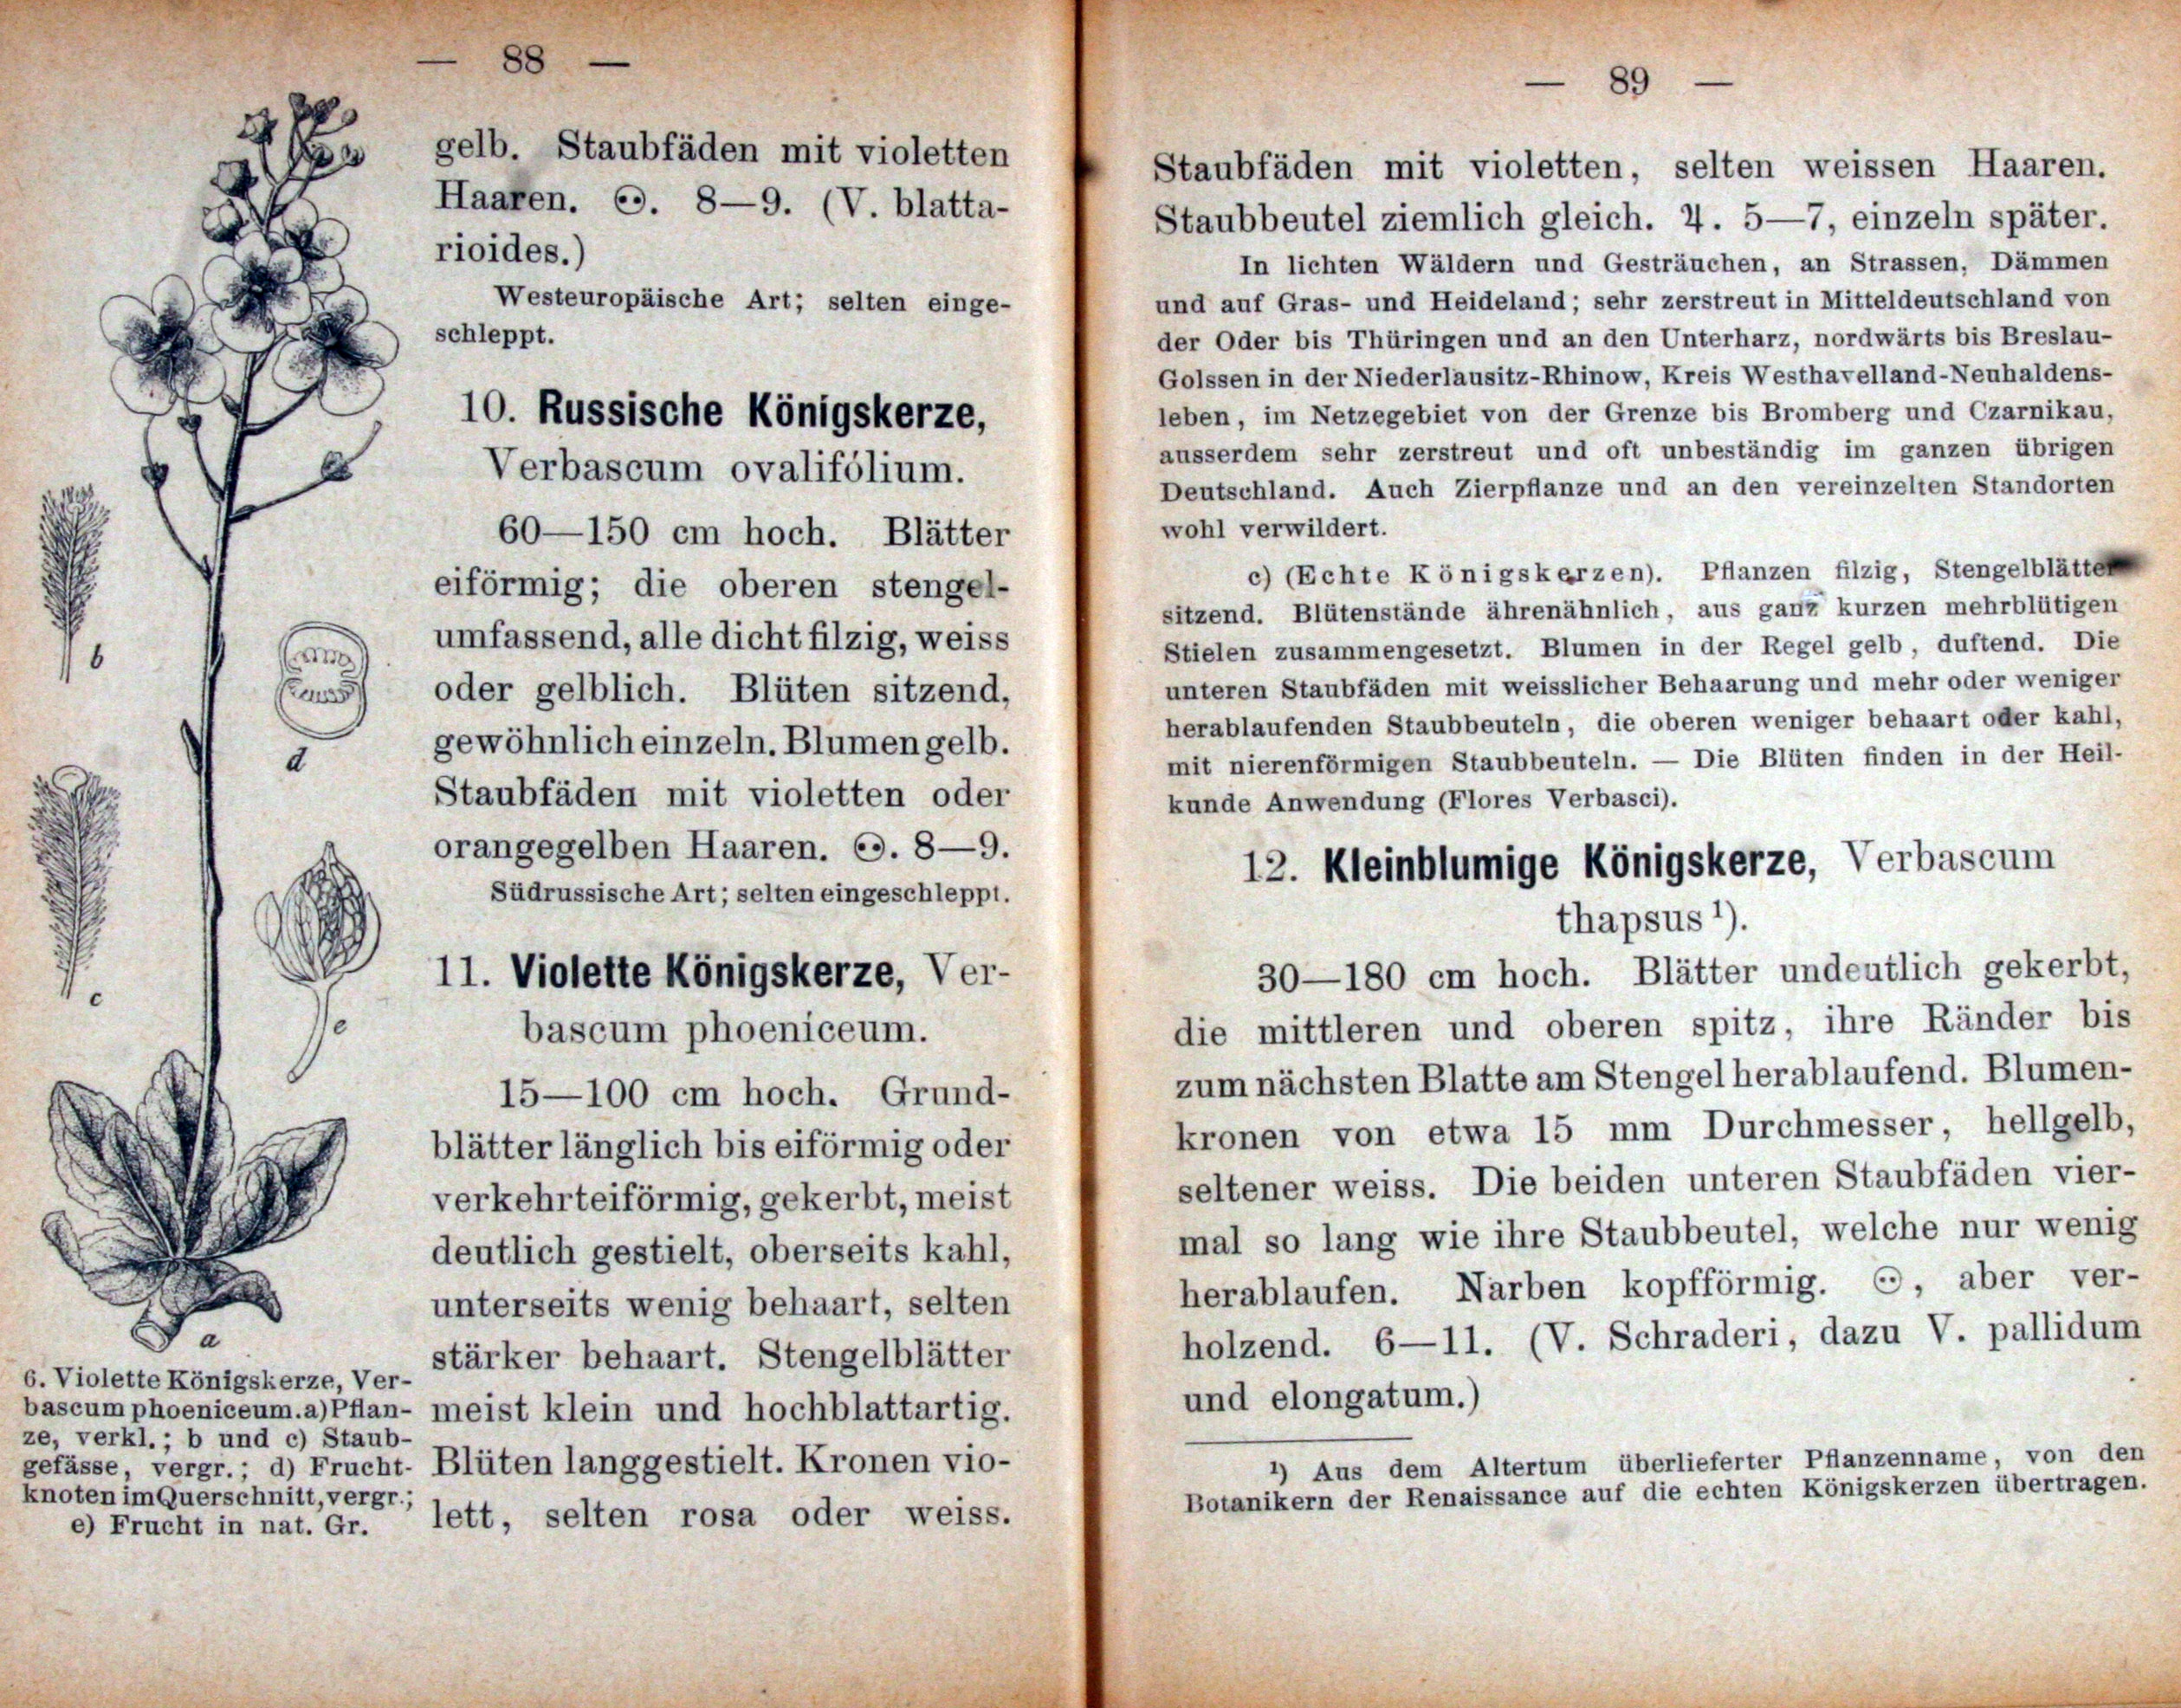 — 88 —
gelb. Staubfäden mit violetten
Haaren. ⊙. 8—9. (V. blatta-
rioides.)
Westeuropäische Art; selten einge-
schleppt.
10. Russische Königskerze,
Verbascum ovalifólium.
60—150 cm hoch. Blätter
eiförmig; die oberen stengel-
umfassend, alle dicht filzig, weiss
oder gelblich. Blüten sitzend,
gewöhnlich einzeln. Blumen gelb.
Staubfäden mit violetten oder
orangegelben Haaren. ⊙. 8—9.
Südrussische Art; selten eingeschleppt.
11. Violette Königskerze, Ver-
bascum phoeniceum.
15—100 cm hoch. Grund-
blätter länglich bis eiförmig oder
verkehrteiförmig, gekerbt, meist
deutlich gestielt, oberseits kahl,
unterseits wenig behaart, selten
stärker behaart. Stengelblätter
meist klein und hochblattartig.
Blüten langgestielt. Kronen vio-
lett, selten rosa oder weiss.
b
d
c
e
a
6. Violette Königskerze, Ver-
bascum phoeniceum. a) Pflan-
ze, verkl.; b und c) Staub-
gefässe, vergr.; d) Frucht-
knoten im Querschnitt, vergr.;
e) Frucht in nat. Gr.
— 89 —
Staubfäden mit violetten, selten weissen Haaren.
Staubbeutel ziemlich gleich. ♃. 5—7, einzeln später.
In lichten Wäldern und Gesträuchen, an Strassen, Dämmen
und auf Gras- und Heideland; sehr zerstreut in Mitteldeutschland von
der Oder bis Thüringen und an den Unterharz, nordwärts bis Breslau-
Golssen in der Niederlausitz-Rhinow, Kreis Westhavelland-Neuhaldens-
leben, im Netzegebiet von der Grenze bis Bromberg und Czarnikau,
ausserdem sehr zerstreut und oft unbeständig im ganzen übrigen
Deutschland. Auch Zierpflanze und an den vereinzelten Standorten
wohl verwildert.
c) (Echte Königskerzen). Pflanzen filzig, Stengelblätter
sitzend. Blütenstände ährenähnlich, aus ganz kurzen mehrblütigen
Stielen zusammengesetzt. Blumen in der Regel gelb, duftend. Die
unteren Staubfäden mit weisslicher Behaarung und mehr oder weniger
herablaufenden Staubbeuteln, die oberen weniger behaart oder kahl,
mit nierenförmigen Staubbeuteln. — Die Blüten finden in der Heil-
kunde Anwendung (Flores Verbasci).
12. Kleinblumige Königskerze, Verbascum
thapsus ¹).
30—180 cm hoch. Blätter undeutlich gekerbt,
die mittleren und oberen spitz, ihre Ränder bis
zum nächsten Blatte am Stengel herablaufend. Blumen-
kronen von etwa 15 mm Durchmesser, hellgelb,
seltener weiss. Die beiden unteren Staubfäden vier-
mal so lang wie ihre Staubbeutel, welche nur wenig
herablaufen. Narben kopfförmig. ⊙, aber ver-
holzend. 6—11. (V. Schraderi, dazu V. pallidum
und elongatum.)
¹) Aus dem Altertum überlieferter Pflanzenname, von den
Botanikern der Renaissance auf die echten Königskerzen übertragen.